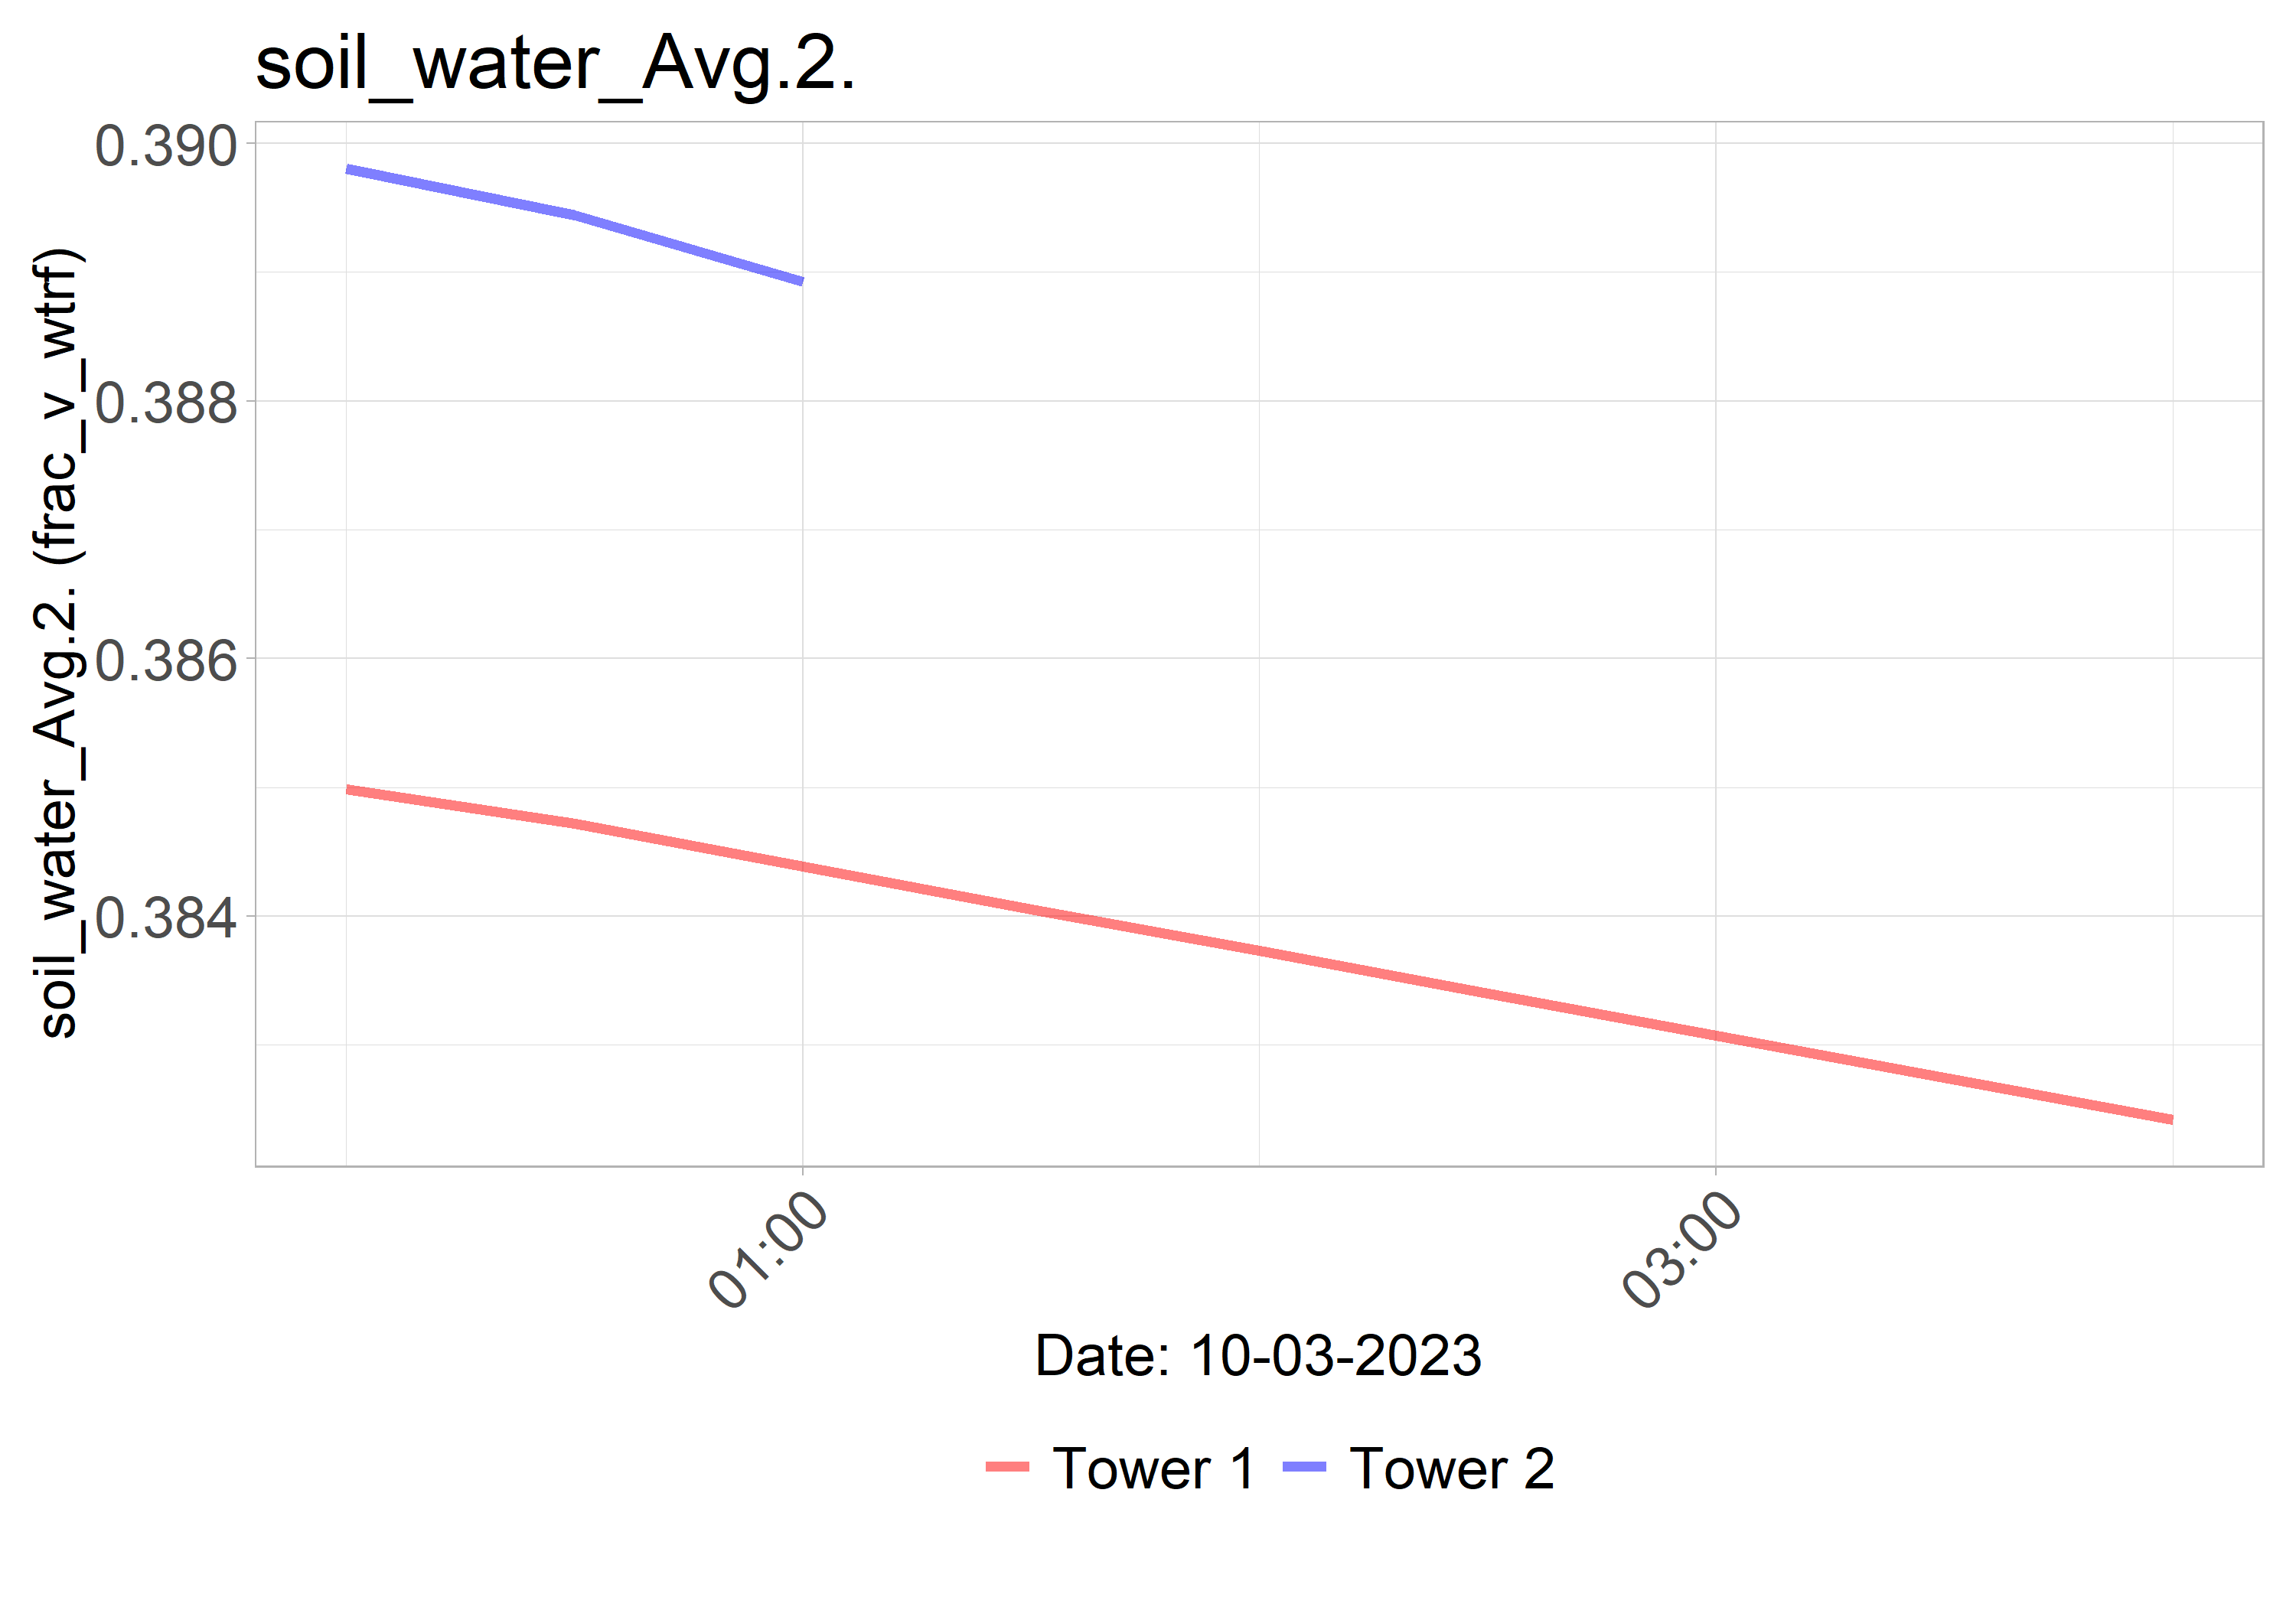 soil_water_Avg.2.
soil_water_Avg.2. (frac_v_wtrf)
0.390
0.388
0.386
0.384
01:00
03:00
Date: 10-03-2023
Tower 1
Tower 2